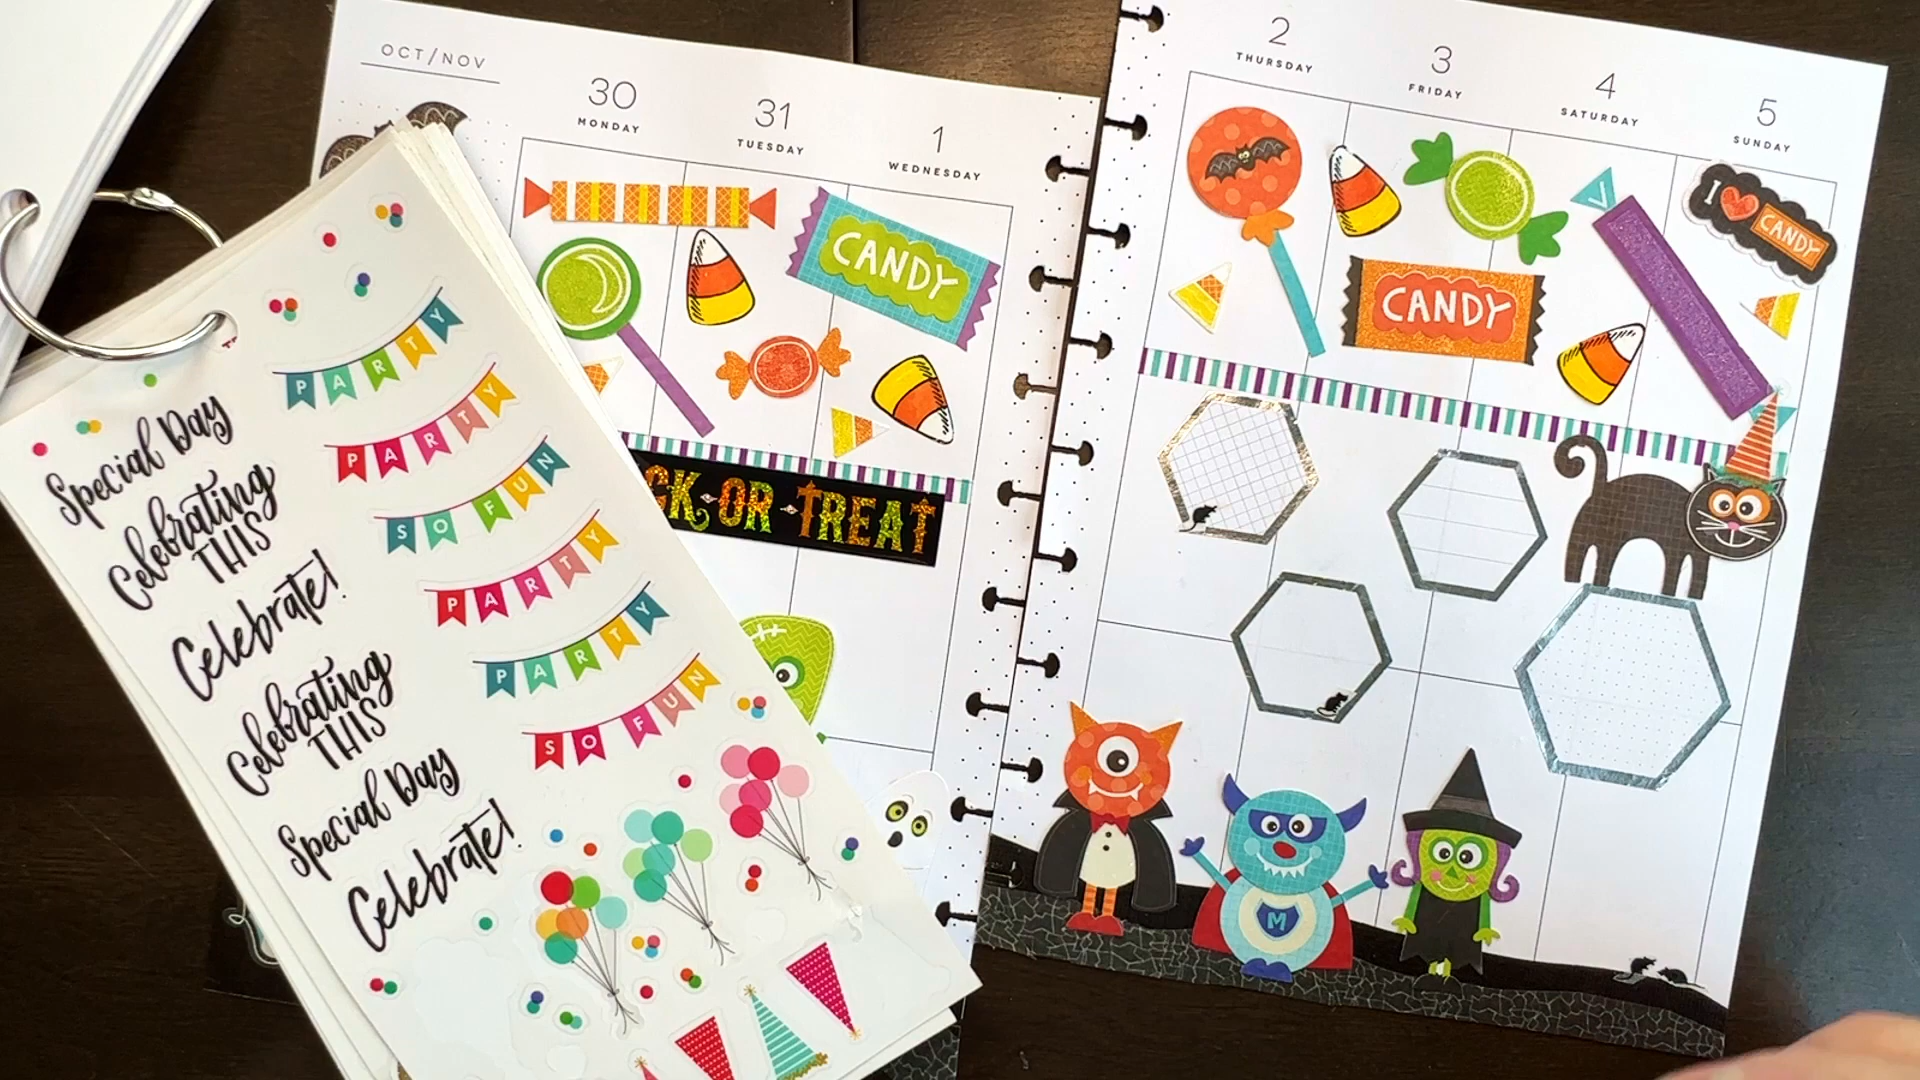 OCT/NOV
30
MONDAY
31
TUESDAY
1
WEDNESDAY
2
THURSDAY
3
FRIDAY
4
SATURDAY
5
SUNDAY
CANDY
CANDY
I
CANDY
CK-OR-TREAT
M
Special Day
Celebrating
THIS
Celebrate!
Celebrating
THIS
Special Day
Celebrate!
PARTY
PARTY
SO FUN
PARTY
PARTY
SO FUN